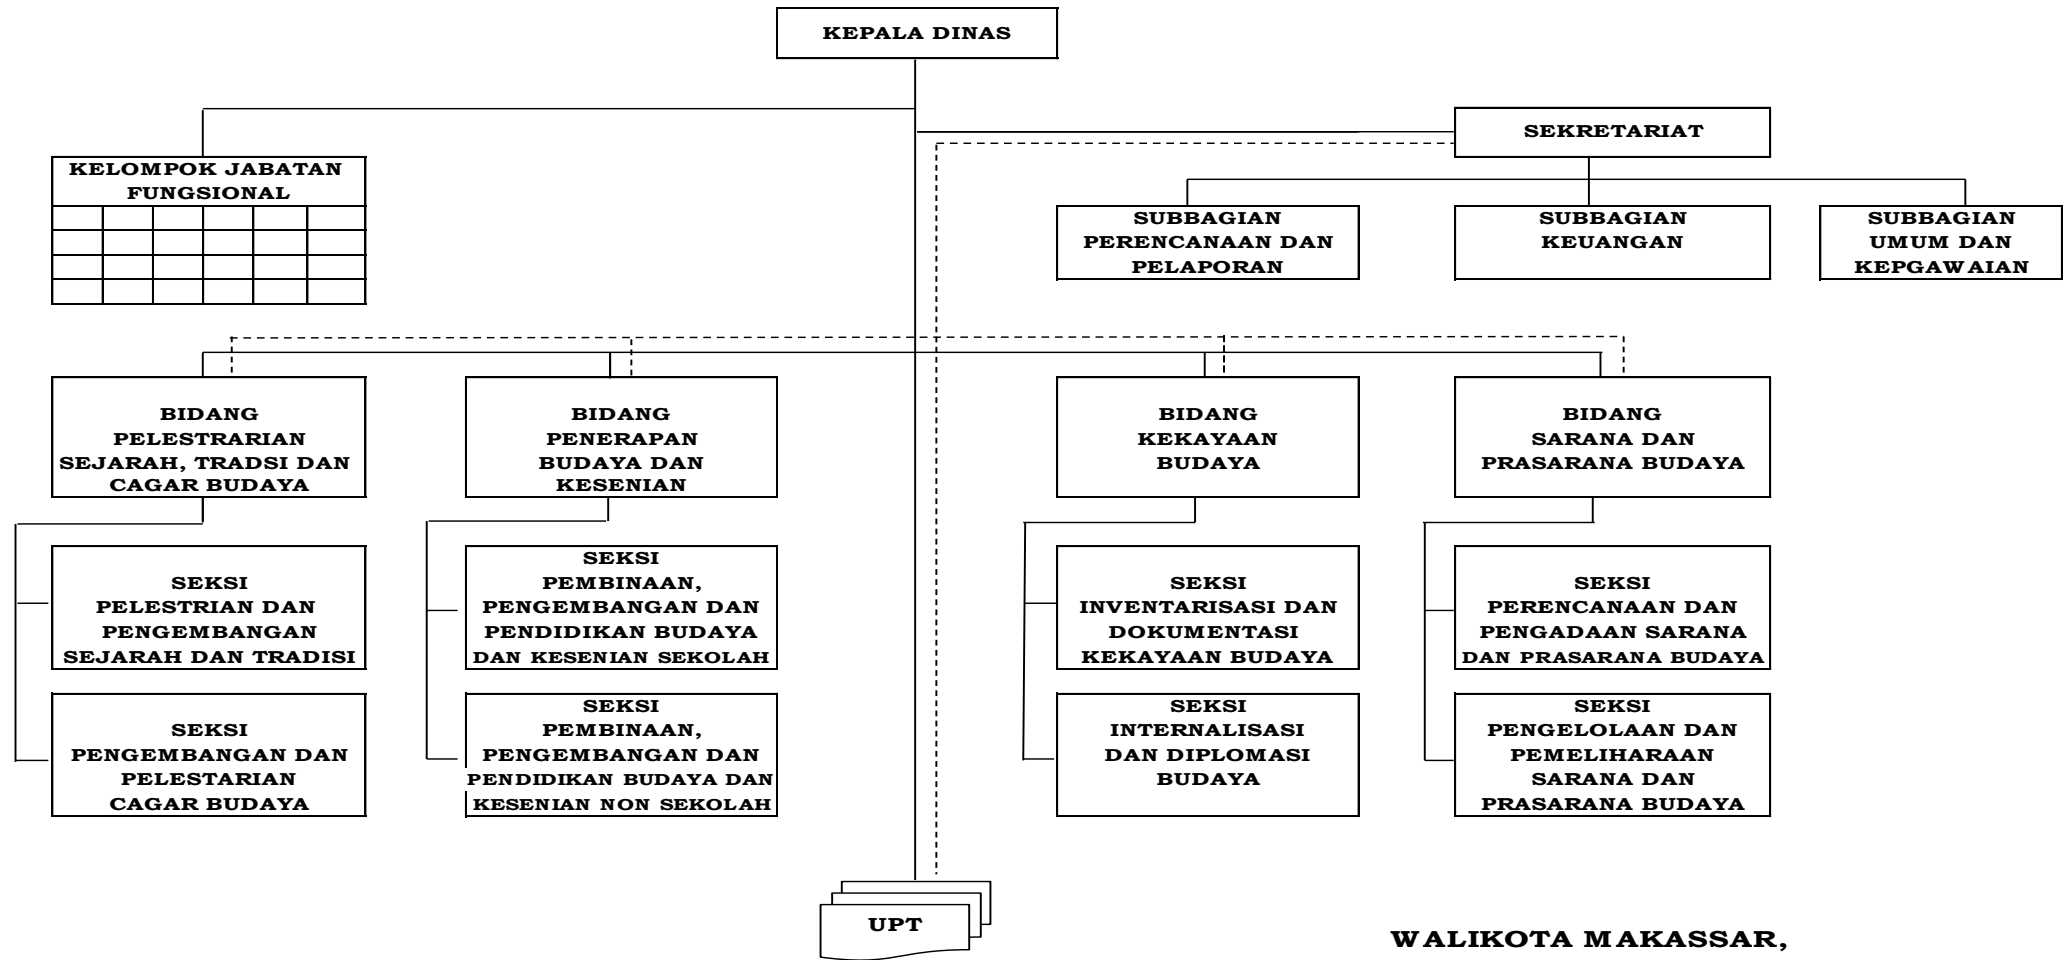 KEPALA DINAS
SEKRETARIAT
KELOMPOK JABATAN
FUNGSIONAL
SUBBAGIAN
PERENCANAAN DAN
PELAPORAN
SUBBAGIAN
KEUANGAN
SUBBAGIAN
UMUM DAN
KEPGAWAIAN
BIDANG
PELESTRARIAN
SEJARAH, TRADSI DAN
CAGAR BUDAYA
BIDANG
PENERAPAN
BUDAYA DAN
KESENIAN
BIDANG
KEKAYAAN
BUDAYA
BIDANG
SARANA DAN
PRASARANA BUDAYA
SEKSI
PELESTRIAN DAN
PENGEMBANGAN
SEJARAH DAN TRADISI
SEKSI
PEMBINAAN,
PENGEMBANGAN DAN
PENDIDIKAN BUDAYA
DAN KESENIAN SEKOLAH
SEKSI
INVENTARISASI DAN
DOKUMENTASI
KEKAYAAN BUDAYA
SEKSI
PERENCANAAN DAN
PENGADAAN SARANA
DAN PRASARANA BUDAYA
SEKSI
PENGEMBANGAN DAN
PELESTARIAN
CAGAR BUDAYA
SEKSI
PEMBINAAN,
PENGEMBANGAN DAN
PENDIDIKAN BUDAYA DAN
KESENIAN NON SEKOLAH
SEKSI
INTERNALISASI
DAN DIPLOMASI
BUDAYA
SEKSI
PENGELOLAAN DAN
PEMELIHARAAN
SARANA DAN
PRASARANA BUDAYA
UPT
WALIKOTA MAKASSAR,